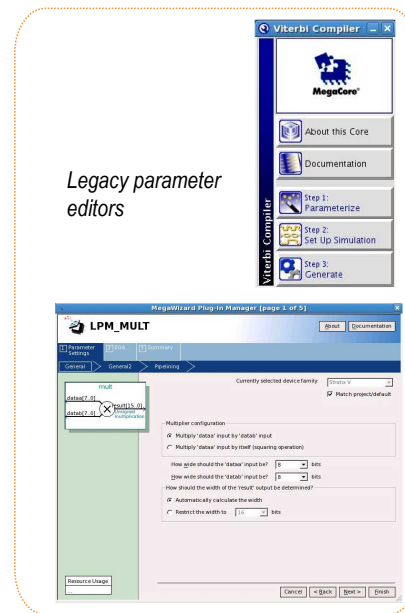 Viterbi Compiler
MegaCore®
About this Core
Documentation
Legacy parameter
editors
Viterbi Compiler
Step 1:
Parameterize
Step 2:
Set Up Simulation
Step 3:
Generate
MegaWizard Plug-In Manager [page 1 of 5]
LPM_MULT
About
Documentation
1 Parameter
Settings
2 EDA
3 Summary
General
General2
Pipelining
mult
dataa[7..0]
datab[7..0]
result[15..0]
Unsigned
multiplication
Currently selected device family:
Stratix V
Match project/default
Multiplier configuration
Multiply 'dataa' input by 'datab' input
Multiply 'dataa' input by itself (squaring operation)
How wide should the 'dataa' input be? 8 bits
How wide should the 'datab' input be? 8 bits
How should the width of the 'result' output be determined?
Automatically calculate the width
Restrict the width to 16 bits
Resource Usage
...
Cancel
< Back
Next >
Finish